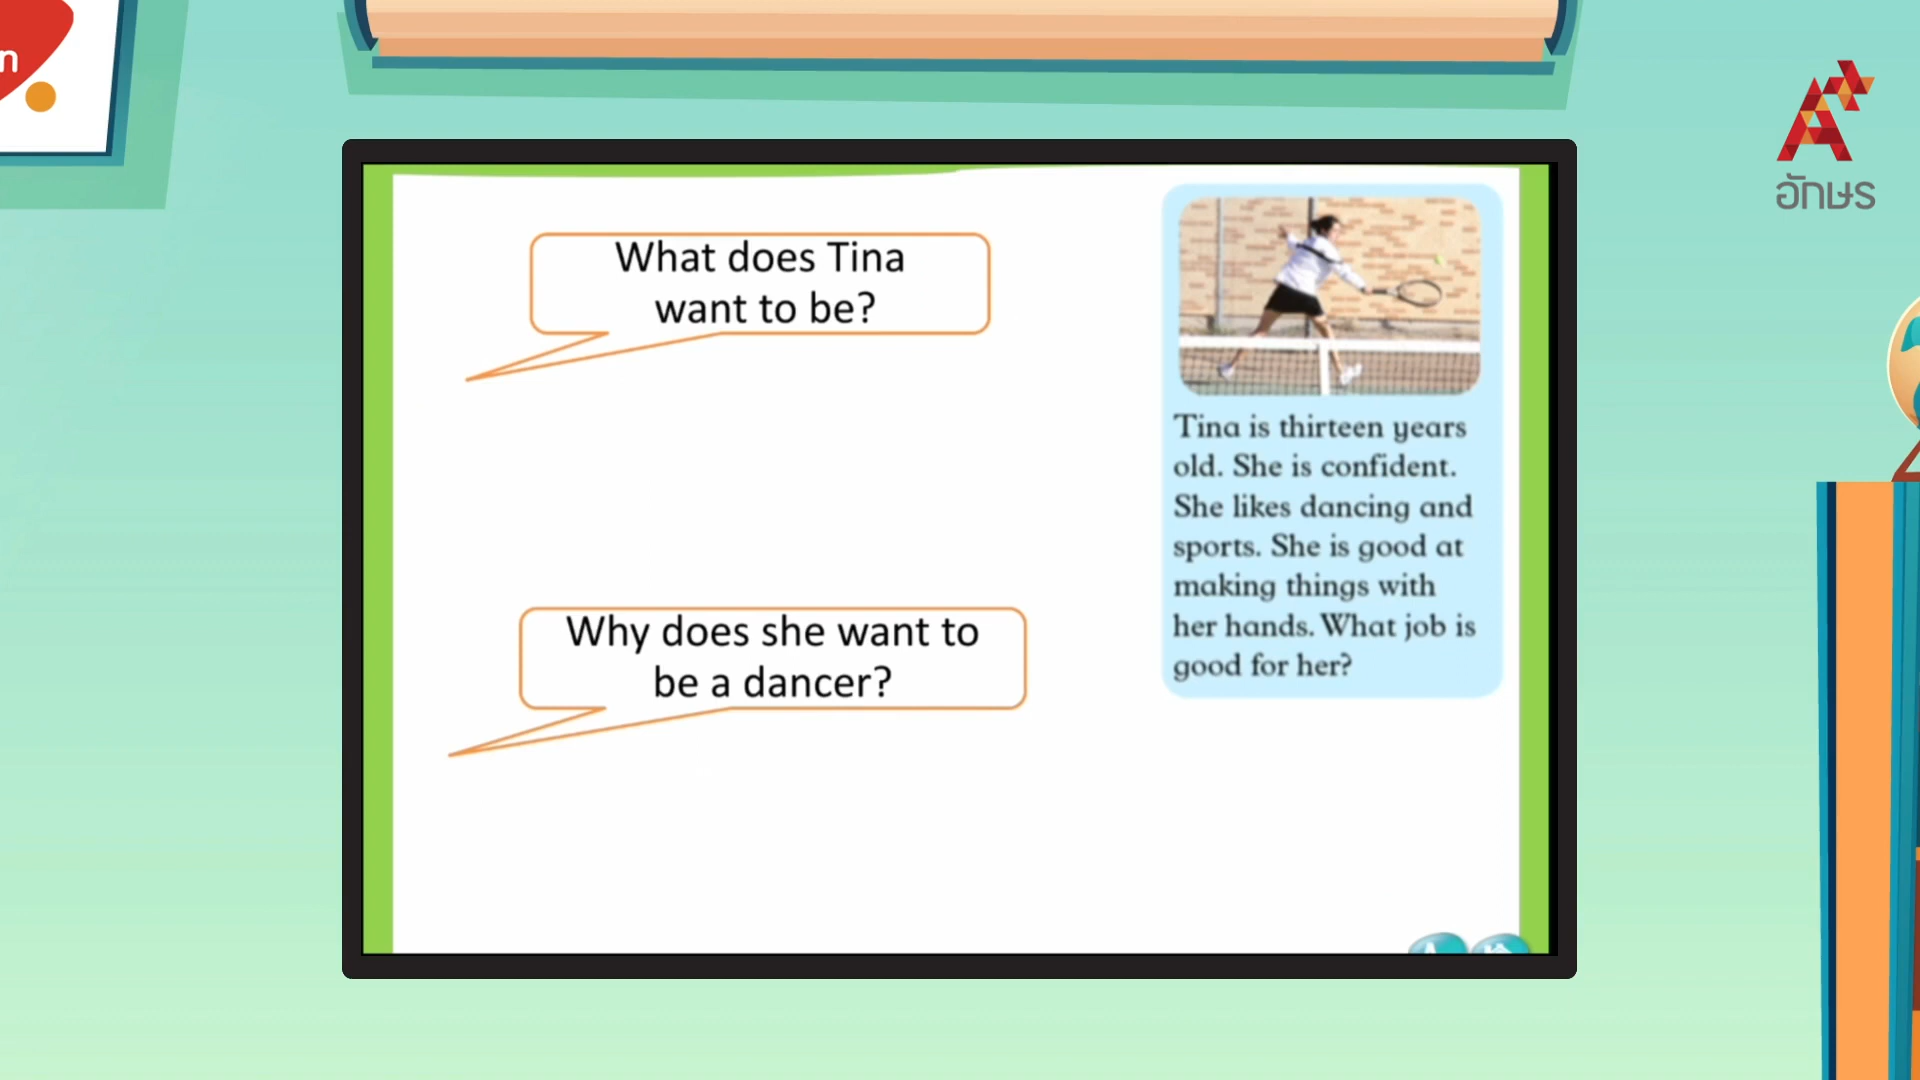 n
อักษร
What does Tina
want to be?
Tina is thirteen years
old. She is confident.
She likes dancing and
sports. She is good at
making things with
her hands. What job is
good for her?
Why does she want to
be a dancer?